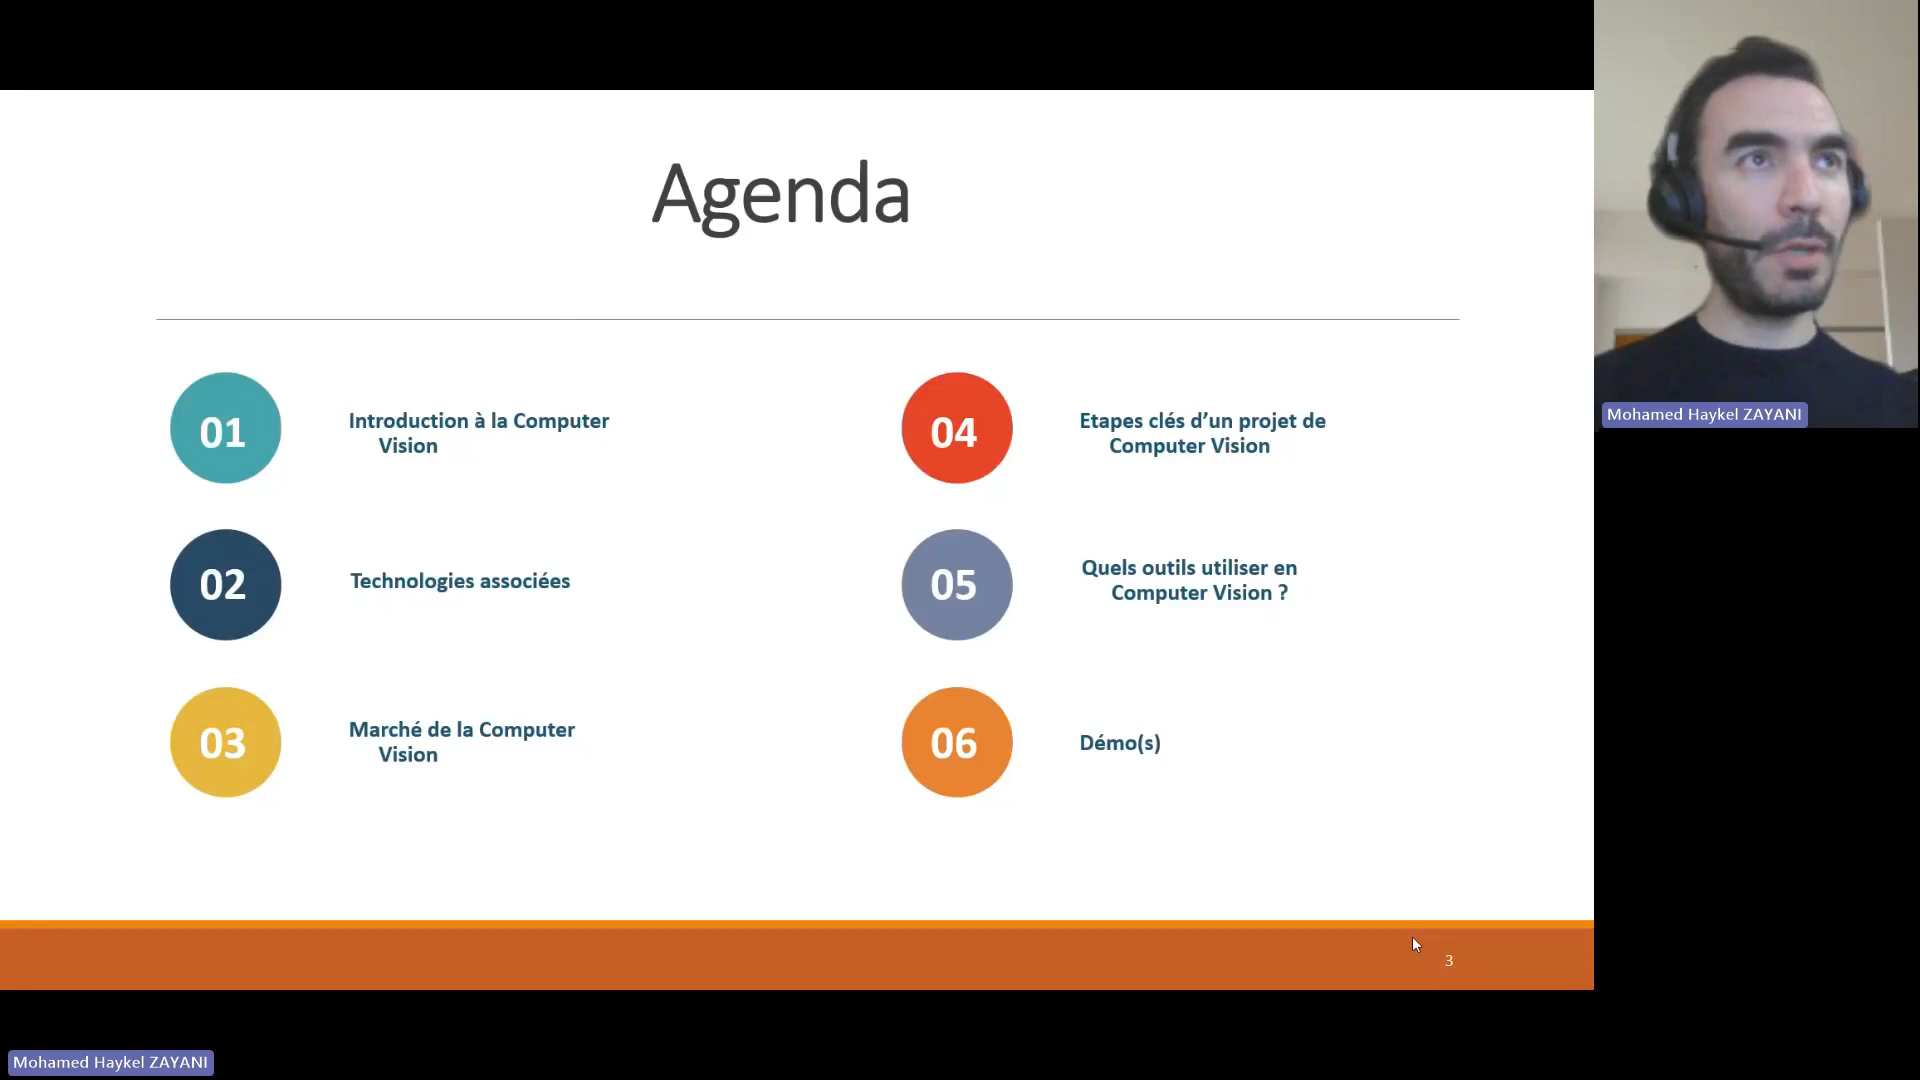 Agenda
01
Introduction à la Computer
Vision
02
Technologies associées
03
Marché de la Computer
Vision
04
Etapes clés d’un projet de
Computer Vision
05
Quels outils utiliser en
Computer Vision ?
06
Démo(s)
3
Mohamed Haykel ZAYANI
Mohamed Haykel ZAYANI